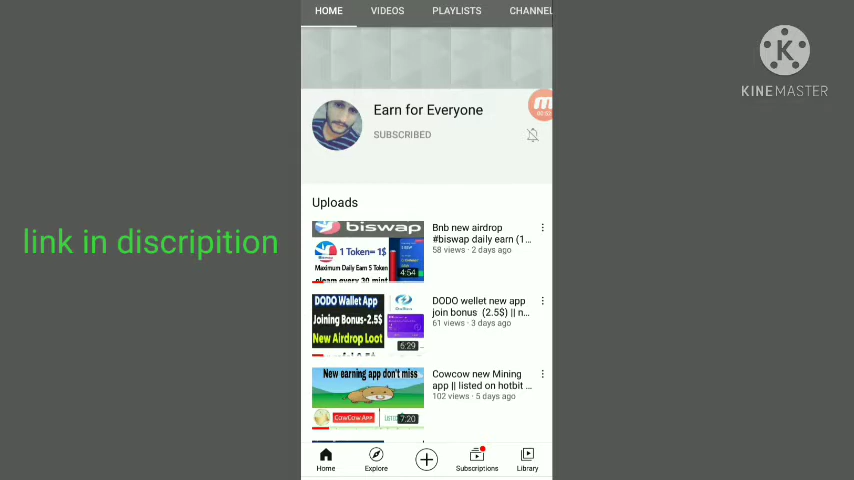 HOME VIDEOS PLAYLISTS CHANNEL
KINEMASTER
Earn for Everyone
SUBSCRIBED
link in discripition
Uploads
biswap
1 Token= 1$
Maximum Daily Earn 5 Token
4:54
Bnb new airdrop
#biswap daily earn (1...
58 views · 2 days ago
DODO Wallet App
Joining Bonus-2.5$
New Airdrop Loot
6:29
DODO wellet new app
join bonus (2.5$) || n...
61 views · 3 days ago
New earning app don't miss
CowCow App
7:20
Cowcow new Mining
app || listed on hotbit ...
102 views · 5 days ago
Home Explore Subscriptions Library